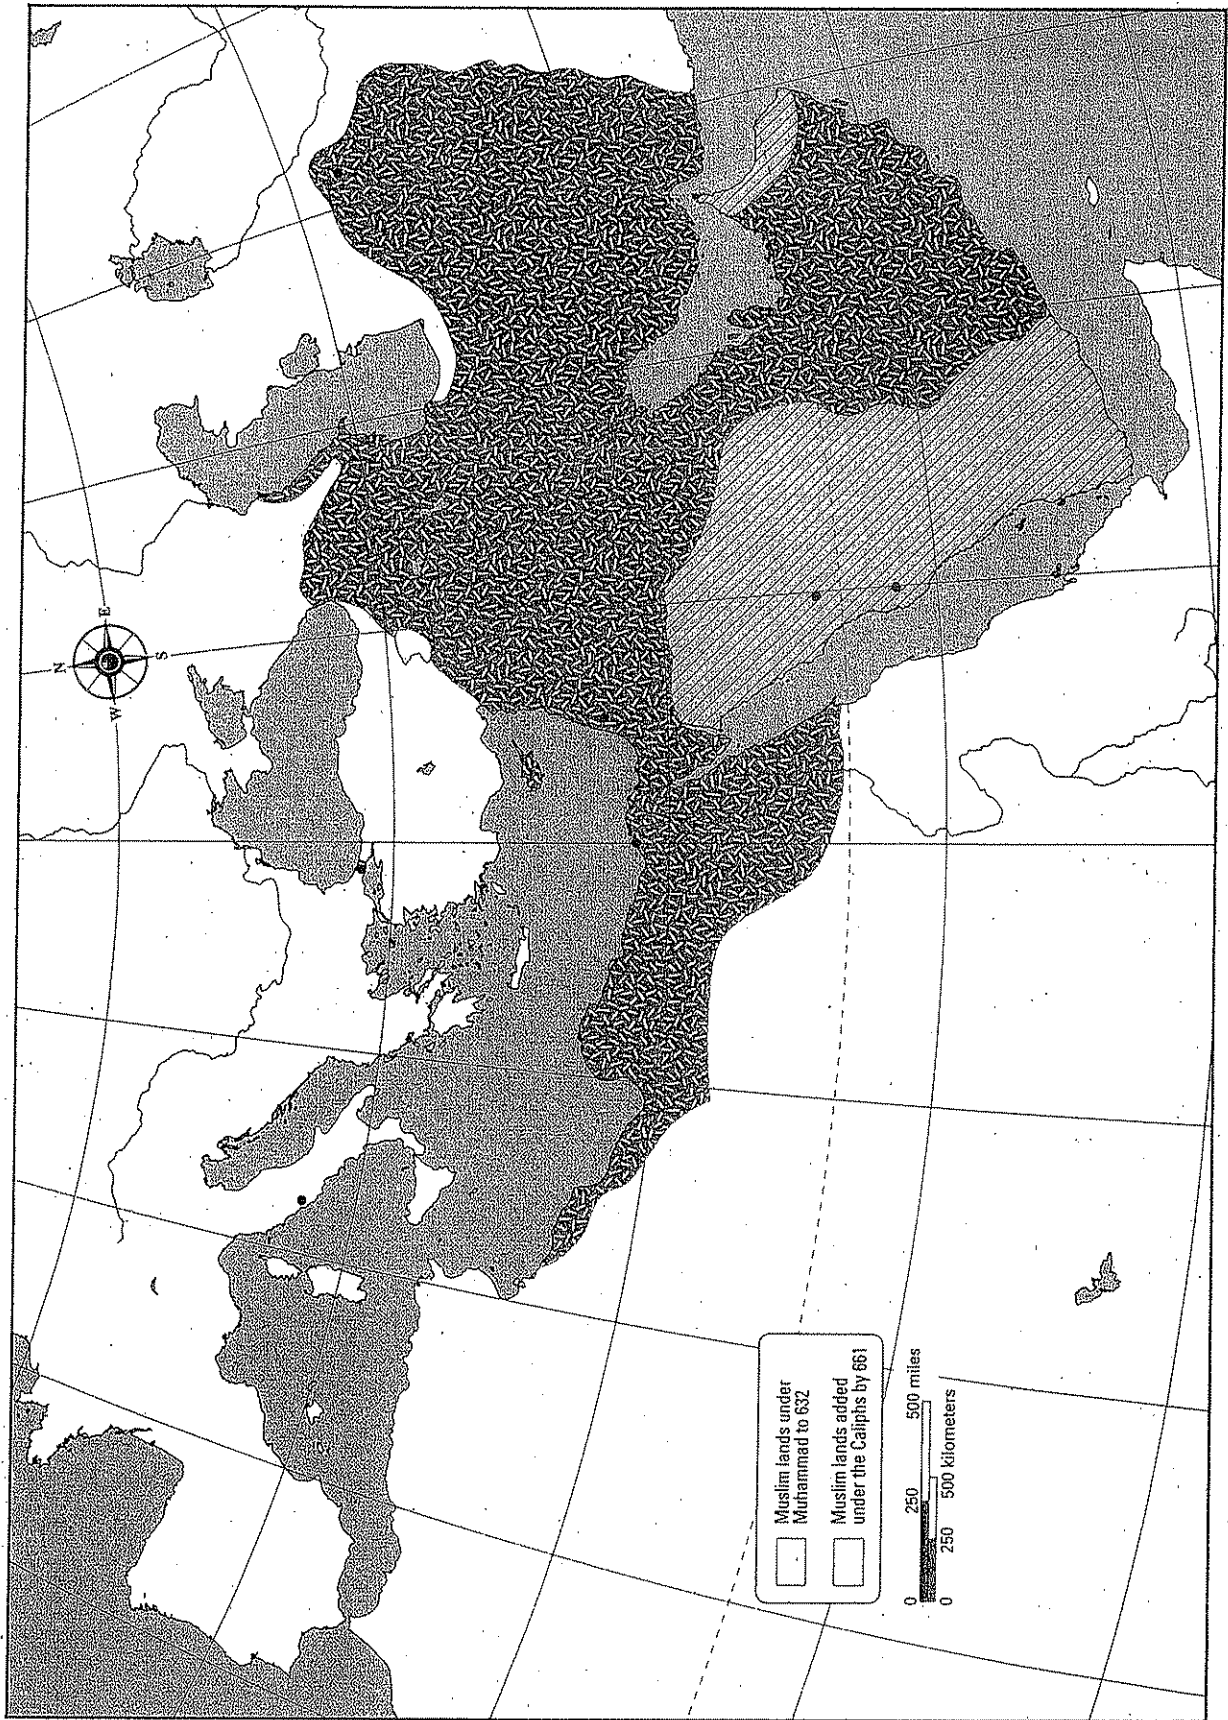 N
E
S
W
Muslim lands under
Muhammad to 632
Muslim lands added
under the Caliphs by 661
0 250 500 miles
0 250 500 kilometers